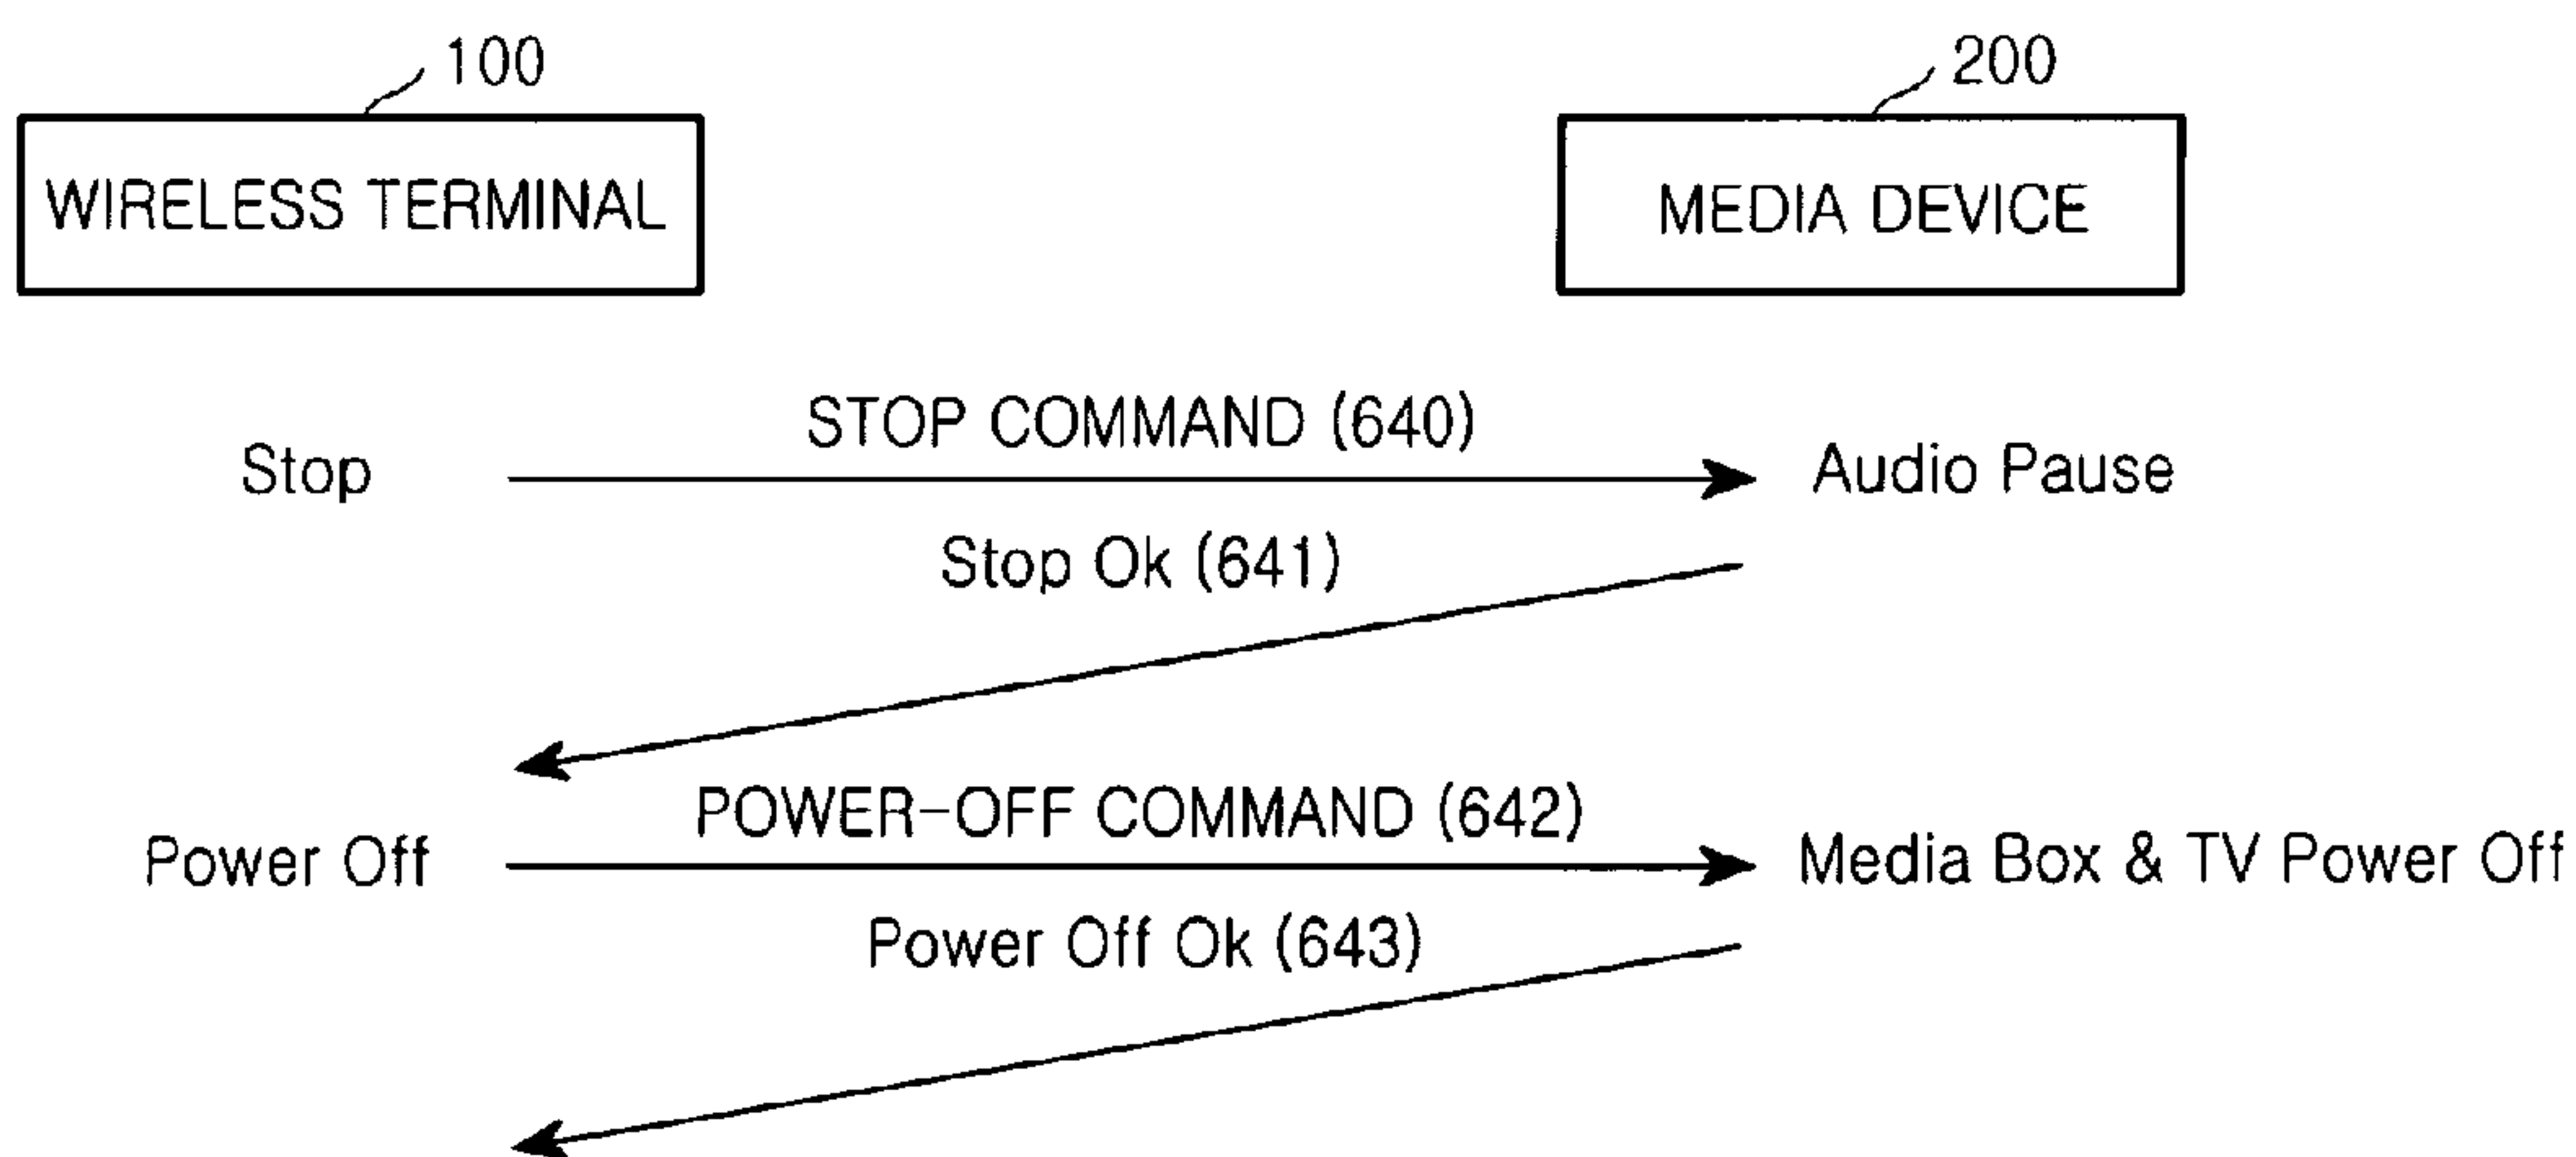 100
200
WIRELESS TERMINAL
MEDIA DEVICE
STOP COMMAND (640)
Stop
Audio Pause
Stop Ok (641)
POWER-OFF COMMAND (642)
Power Off
Media Box & TV Power Off
Power Off Ok (643)